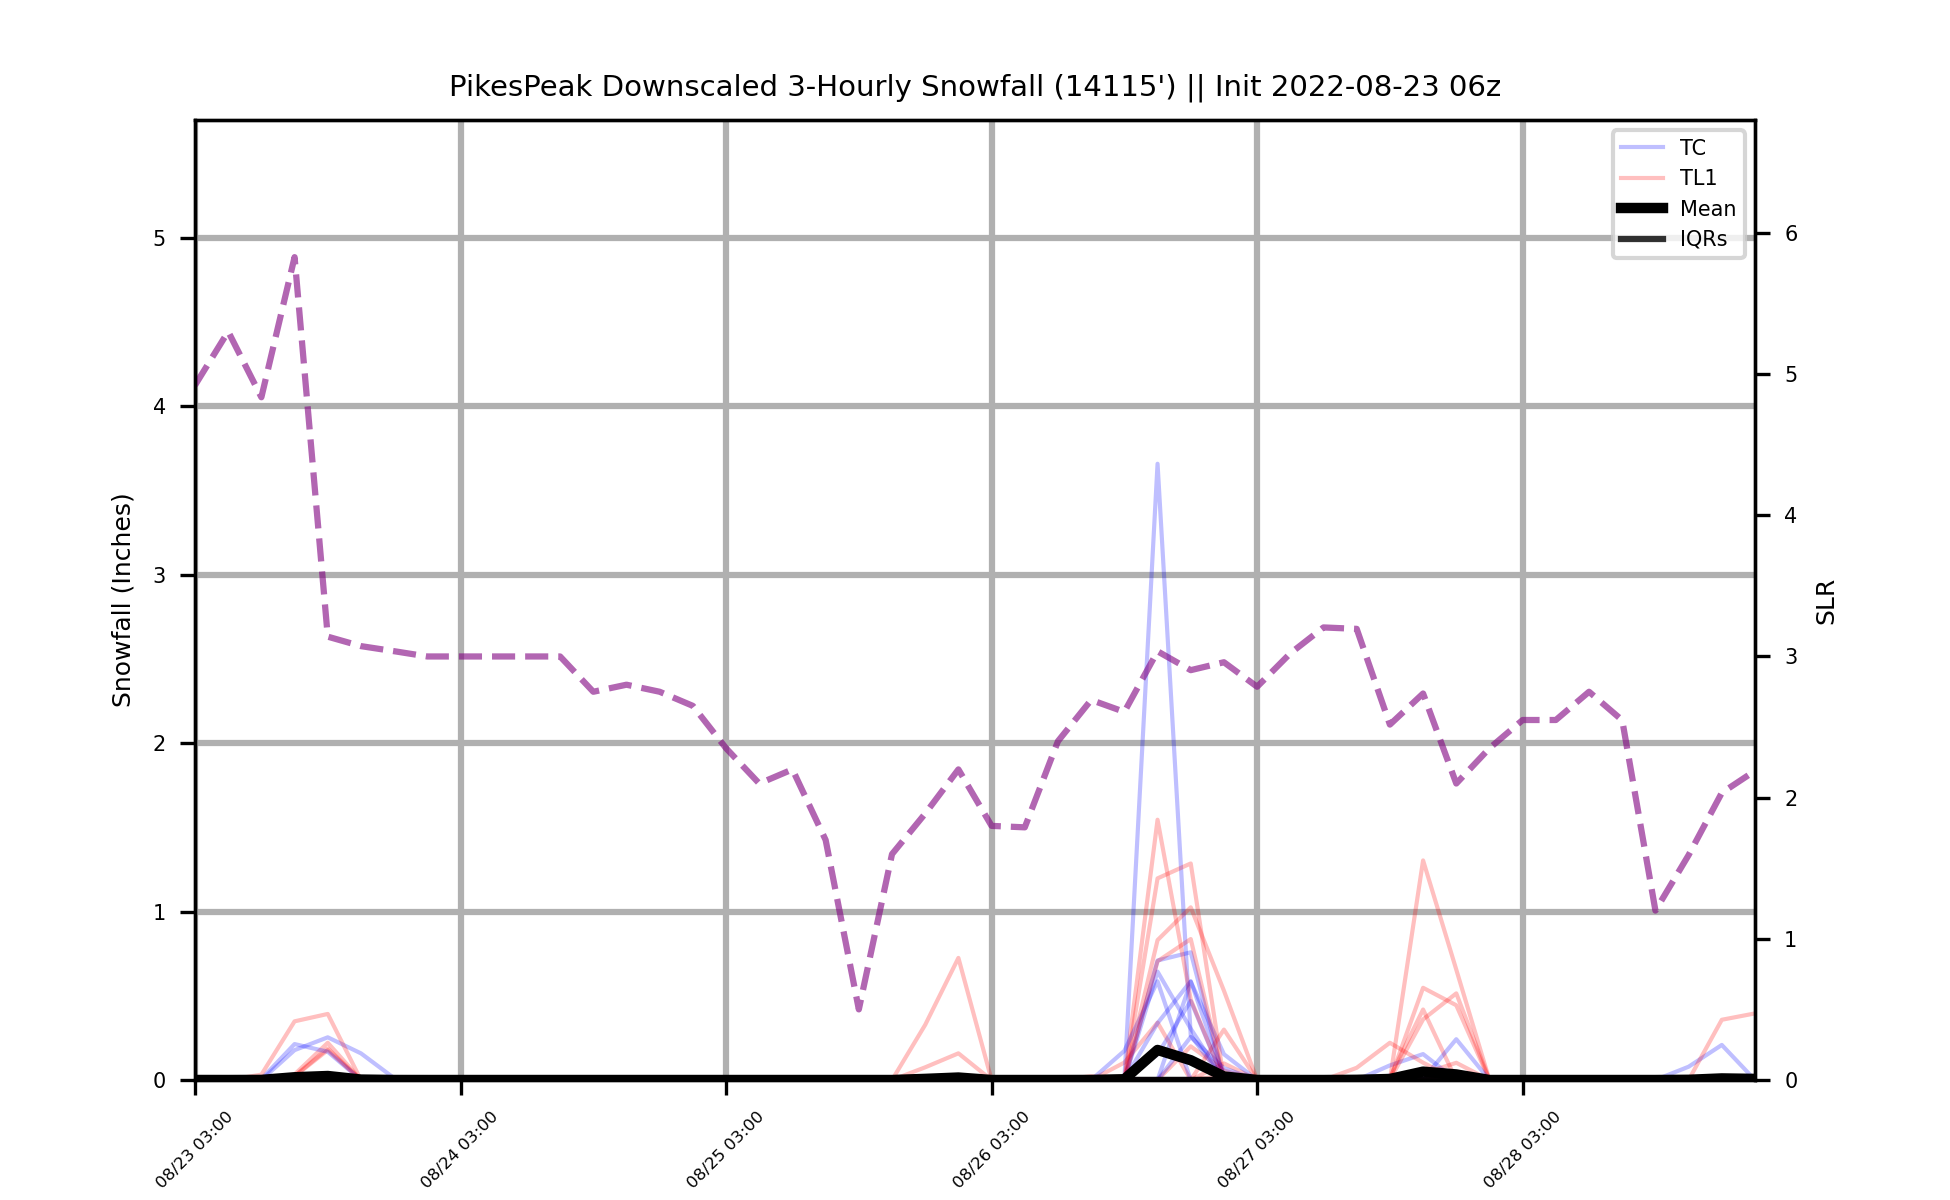 PikesPeak Downscaled 3-Hourly Snowfall (14115') || Init 2022-08-23 06z
TC
TL1
Mean
IQRs
Snowfall (Inches)
5
4
3
2
1
0
SLR
6
5
4
3
2
1
0
08/23 03:00
08/24 03:00
08/25 03:00
08/26 03:00
08/27 03:00
08/28 03:00